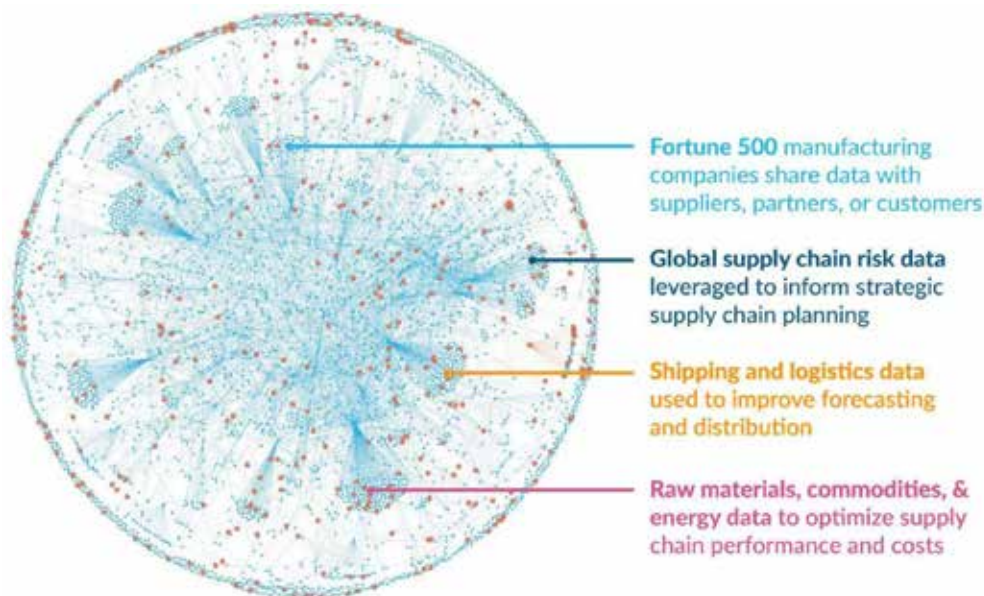 Fortune 500 manufacturing
companies share data with
suppliers, partners, or customers
Global supply chain risk data
leveraged to inform strategic
supply chain planning
Shipping and logistics data
used to improve forecasting
and distribution
Raw materials, commodities, &
energy data to optimize supply
chain performance and costs